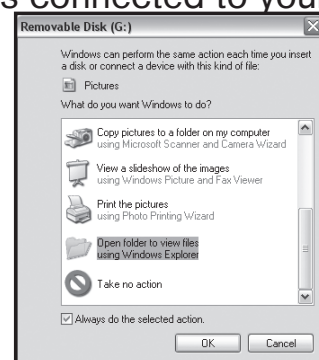 s connected to you
Removable Disk (G:)
Windows can perform the same action each time you insert
a disk or connect a device with this kind of file:
Pictures
What do you want Windows to do?
Copy pictures to a folder on my computer
using Microsoft Scanner and Camera Wizard
View a slideshow of the images
using Windows Picture and Fax Viewer
Print the pictures
using Photo Printing Wizard
Open folder to view files
using Windows Explorer
Take no action
Always do the selected action.
OK Cancel